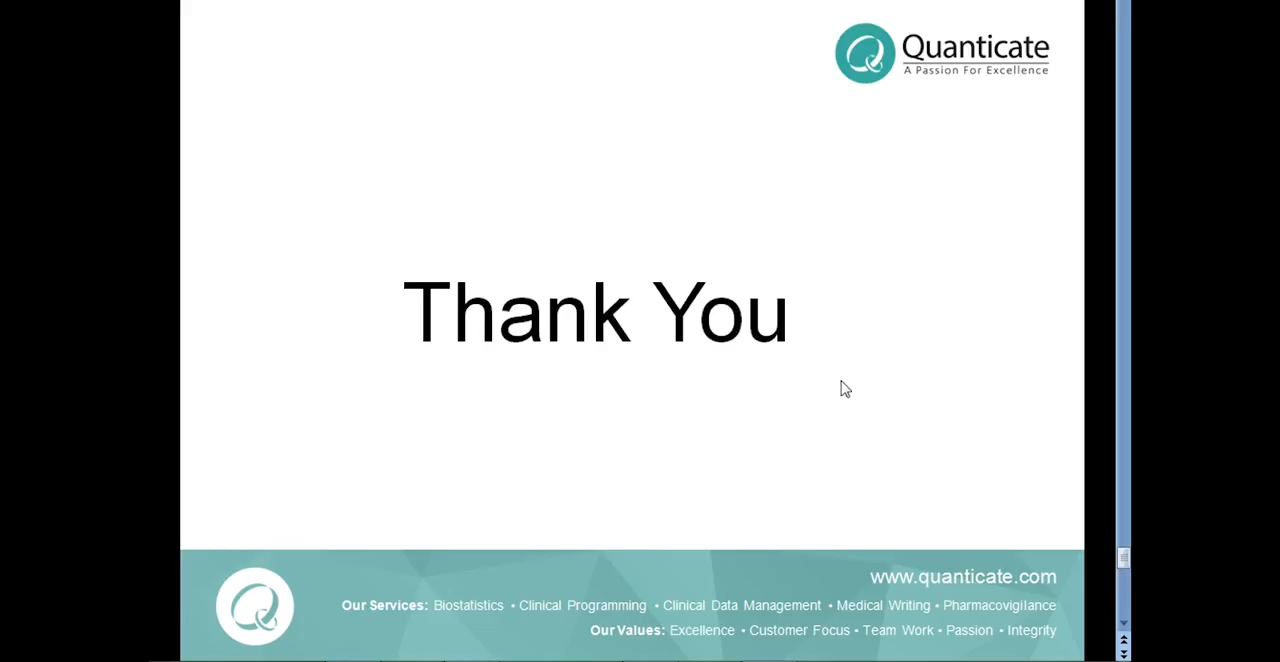 Quanticate
A Passion For Excellence
Thank You
www.quanticate.com
Our Services: Biostatistics • Clinical Programming • Clinical Data Management • Medical Writing • Pharmacovigilance
Our Values: Excellence • Customer Focus • Team Work • Passion • Integrity